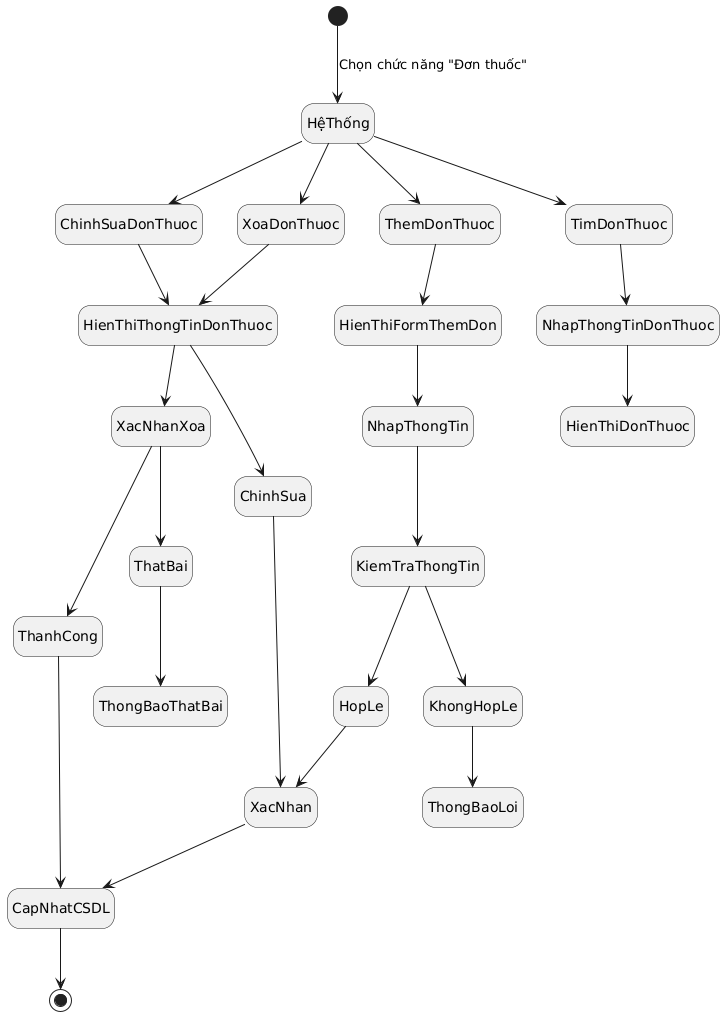 Chọn chức năng "Đơn thuốc"
HệThống
ChinhSuaDonThuoc
XoaDonThuoc
ThemDonThuoc
TimDonThuoc
HienThiThongTinDonThuoc
HienThiFormThemDon
NhapThongTinDonThuoc
XacNhanXoa
NhapThongTin
HienThiDonThuoc
ChinhSua
ThatBai
KiemTraThongTin
ThanhCong
ThongBaoThatBai
HopLe
KhongHopLe
XacNhan
ThongBaoLoi
CapNhatCSDL